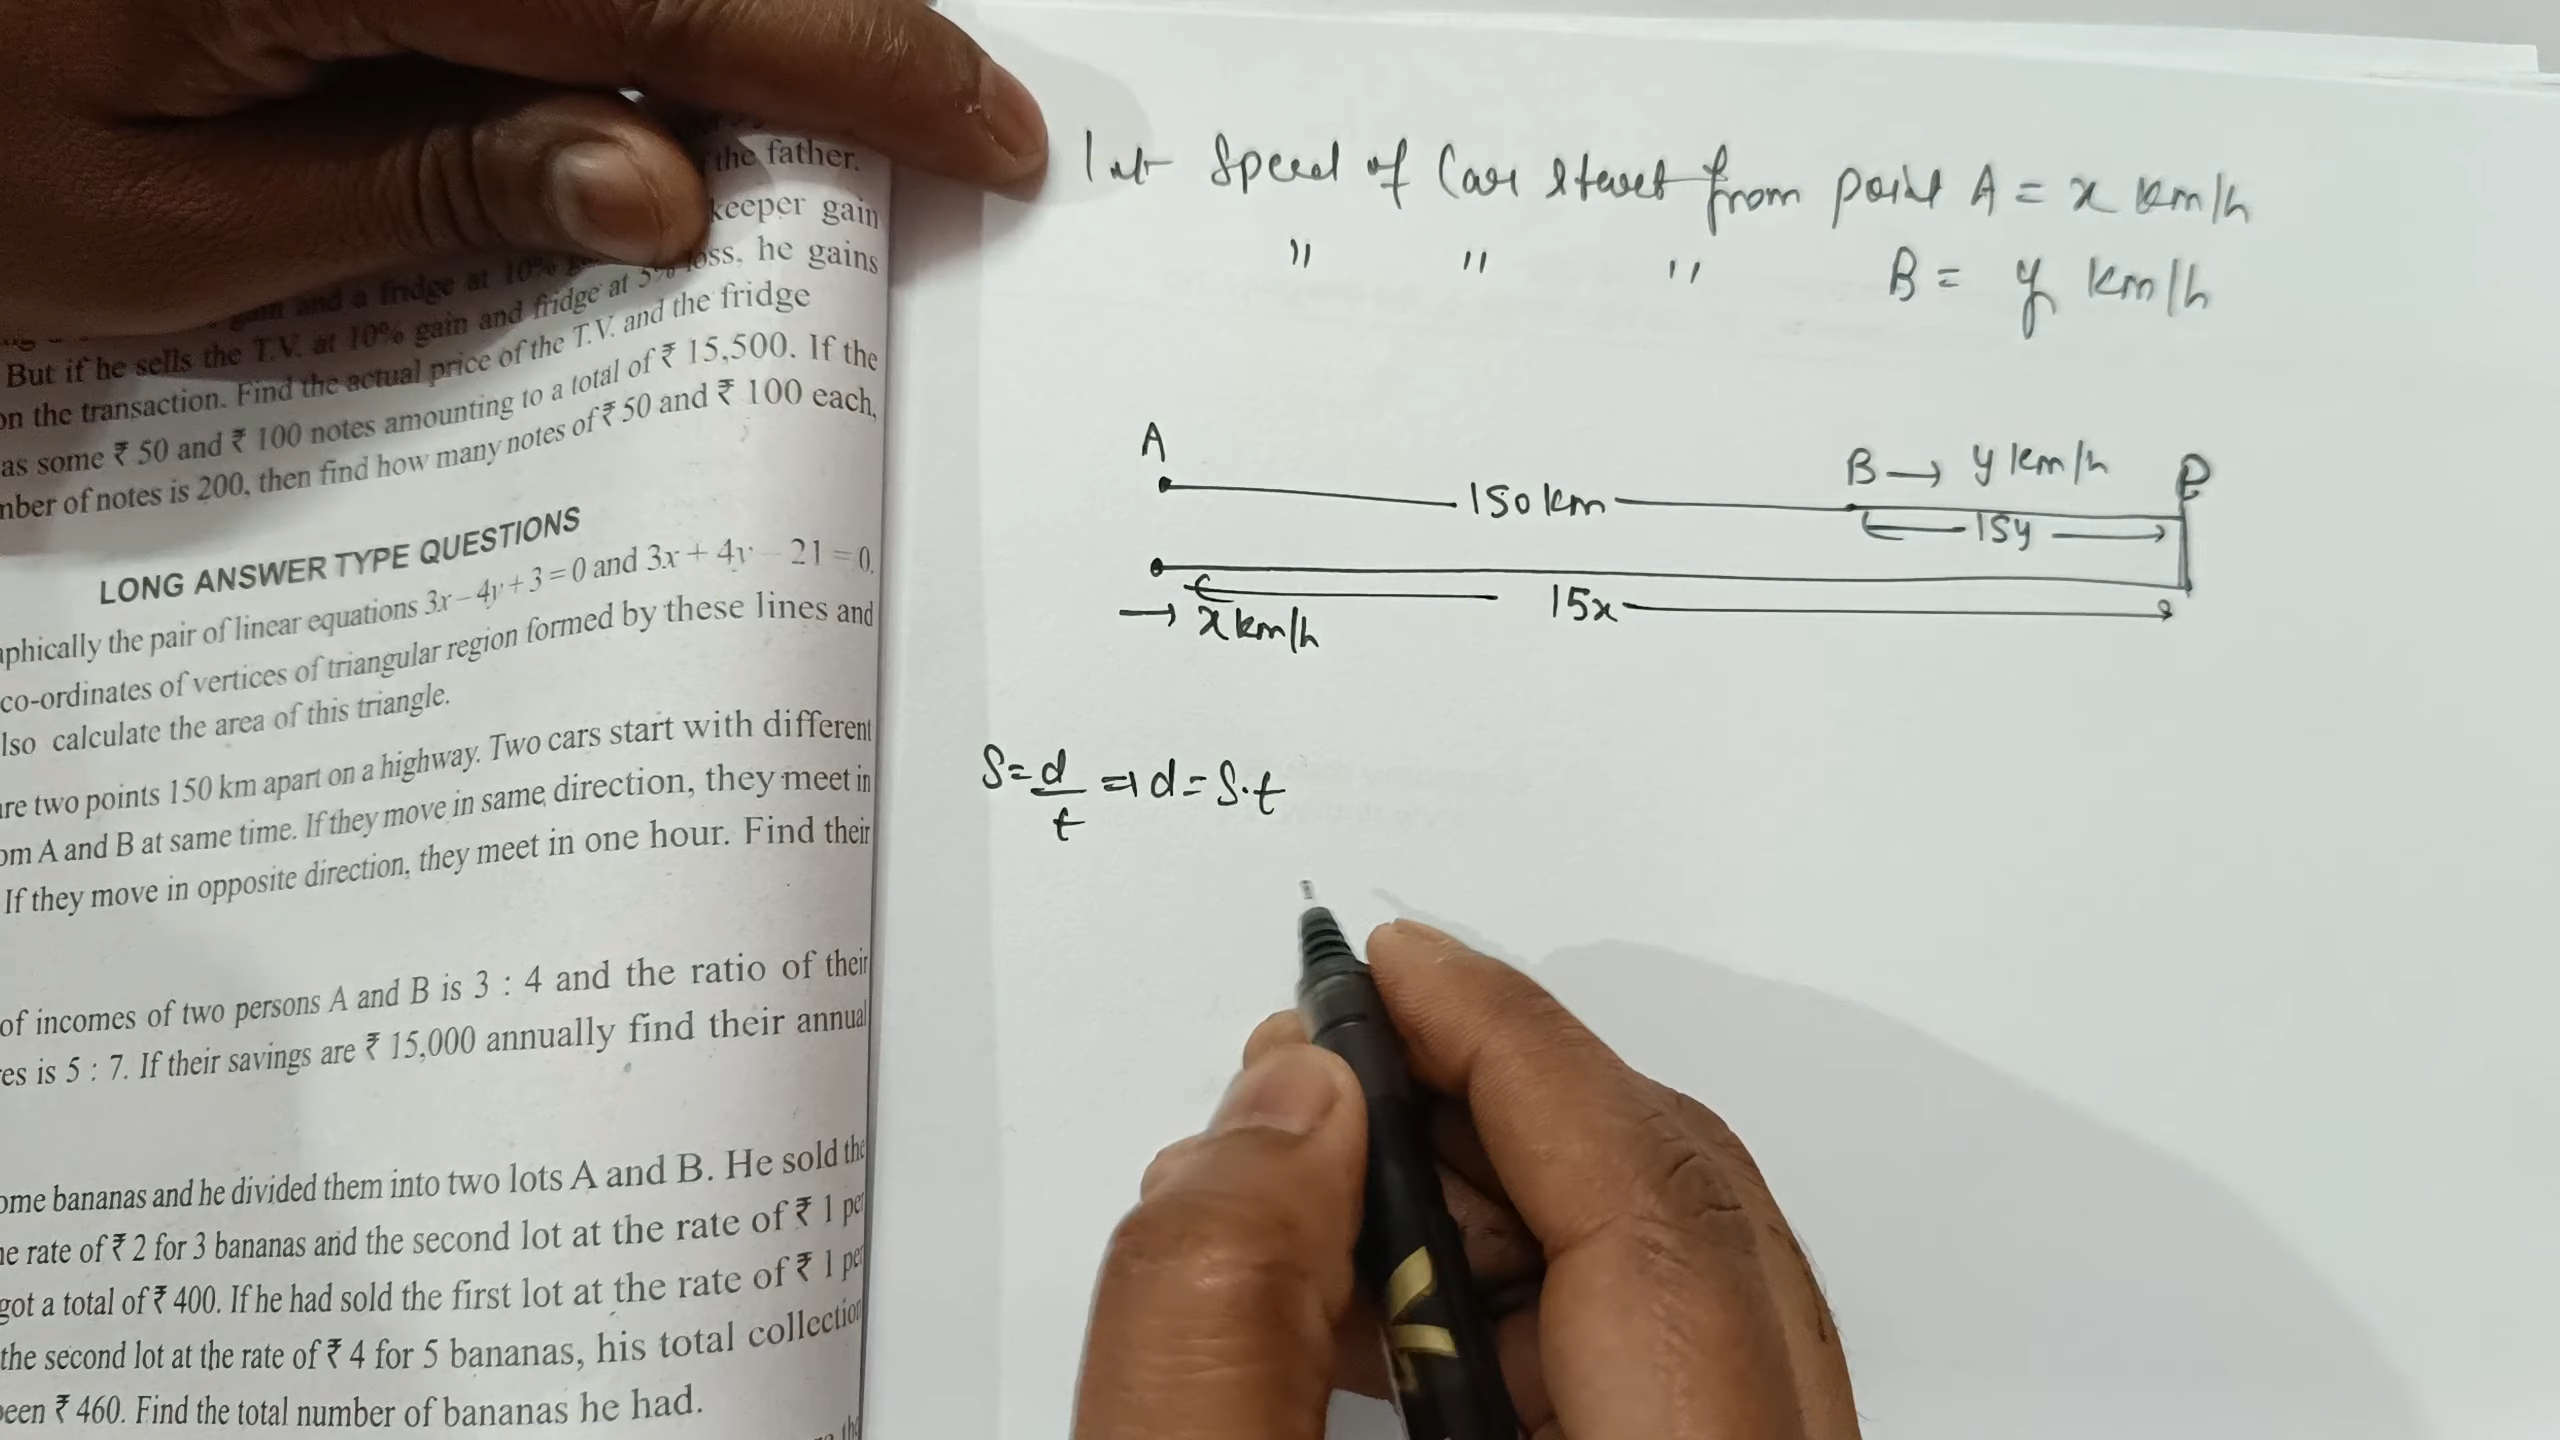 the father.
keeper gain
gain and a fridge at 10%
loss, he gains
But if he sells the T.V. at 10% gain and fridge at 5%
on the transaction. Find the actual price of the T.V. and the fridge
as some ₹ 50 and ₹ 100 notes amounting to a total of ₹ 15,500. If the
mber of notes is 200, then find how many notes of ₹ 50 and ₹ 100 each,
LONG ANSWER TYPE QUESTIONS
aphically the pair of linear equations 3x – 4y + 3 = 0 and 3x + 4y – 21 = 0.
co-ordinates of vertices of triangular region formed by these lines and
lso calculate the area of this triangle.
are two points 150 km apart on a highway. Two cars start with different
om A and B at same time. If they move in same direction, they meet in
If they move in opposite direction, they meet in one hour. Find their
of incomes of two persons A and B is 3 : 4 and the ratio of their
es is 5 : 7. If their savings are ₹ 15,000 annually find their annual
ome bananas and he divided them into two lots A and B. He sold the
ne rate of ₹ 2 for 3 bananas and the second lot at the rate of ₹ 1 per
got a total of ₹ 400. If he had sold the first lot at the rate of ₹ 1 per
the second lot at the rate of ₹ 4 for 5 bananas, his total collection
been ₹ 460. Find the total number of bananas he had.
let Speed of Car start from point A = x km/h
" " " B = y km/h
A B → y km/h P
150 km
15y
→ x km/h 15x
S = d/t ⇒ d = S.t